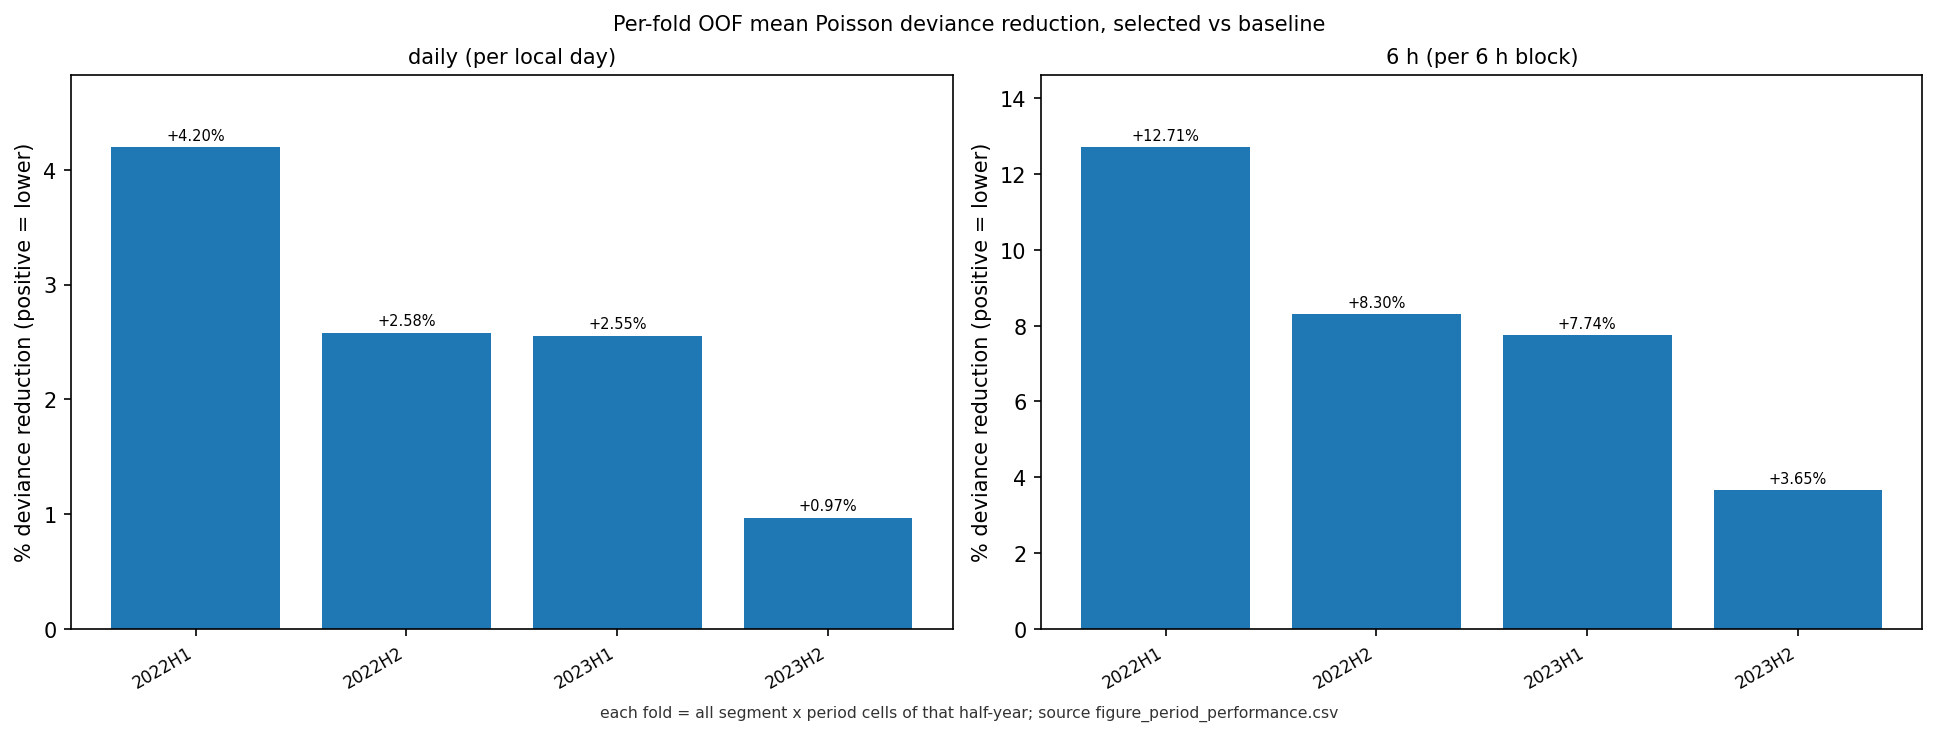 Per-fold OOF mean Poisson deviance reduction, selected vs baseline
daily (per local day)
% deviance reduction (positive = lower)
4
3
2
1
0
+4.20%
+2.58%
+2.55%
+0.97%
2022H1
2022H2
2023H1
2023H2
6 h (per 6 h block)
% deviance reduction (positive = lower)
14
12
10
8
6
4
2
0
+12.71%
+8.30%
+7.74%
+3.65%
2022H1
2022H2
2023H1
2023H2
each fold = all segment x period cells of that half-year; source figure_period_performance.csv